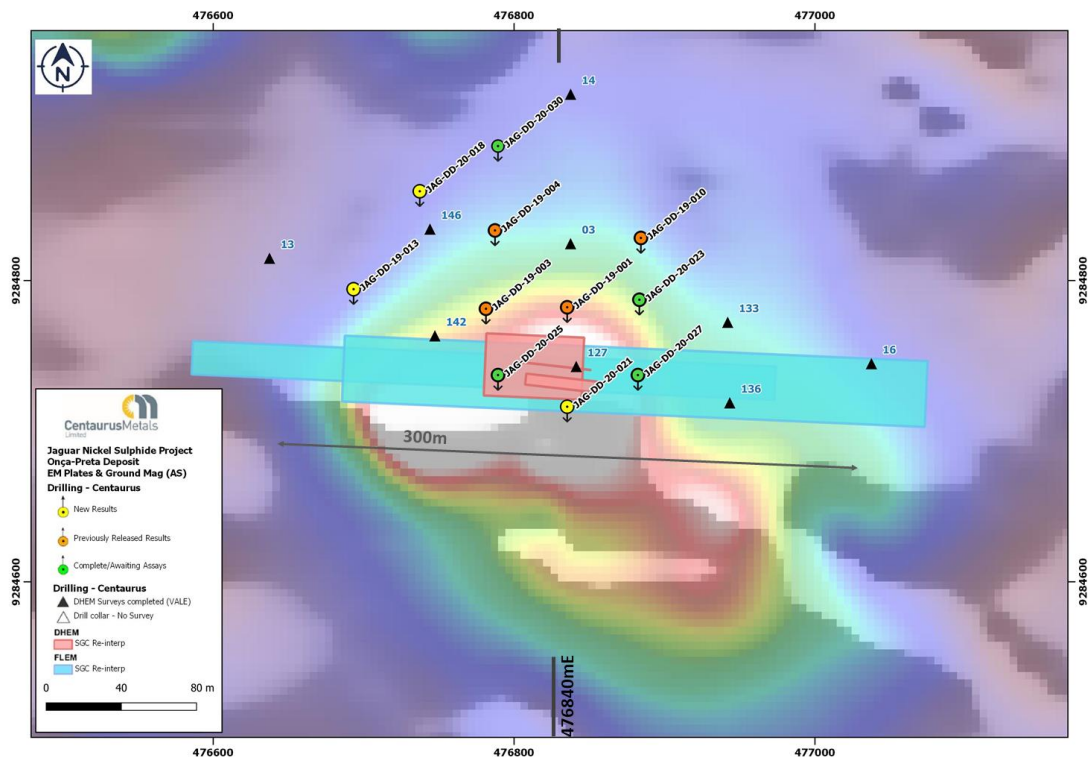 476600
476800
477000
N
14
JAG-DD-20-030
JAG-DD-20-018
146
JAG-DD-19-004
03
JAG-DD-19-010
13
JAG-DD-19-013
9284800
9284800
JAG-DD-19-003
JAG-DD-19-001
JAG-DD-20-023
142
133
JAG-DD-20-025
127
JAG-DD-20-021
JAG-DD-20-027
16
136
300m
CentaurusMetals
Limited
Jaguar Nickel Sulphide Project
Onça-Preta Deposit
EM Plates & Ground Mag (AS)
Drilling - Centaurus
New Results
Previously Released Results
Complete/Awaiting Assays
Drilling - Centaurus
DHEM Surveys completed (VALE)
Drill collar - No Survey
DHEM
SGC Re-interp
FLEM
SGC Re-interp
0 40 80 m
9284600
9284600
476840mE
476600
476800
477000